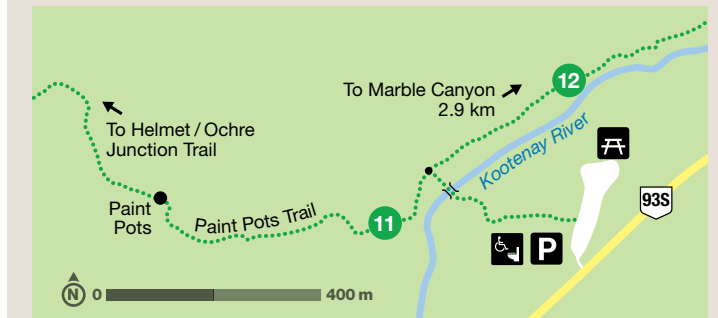 12
To Marble Canyon
2.9 km
To Helmet / Ochre
Junction Trail
Kootenay River
93S
Paint
Pots
Paint Pots Trail
11
P
N 0 400 m